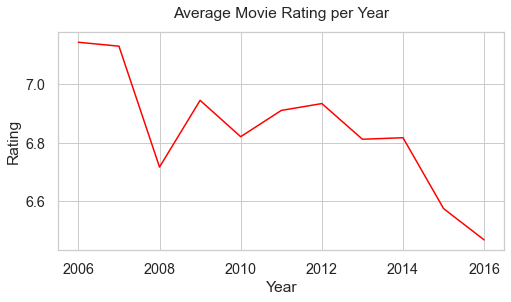 Average Movie Rating per Year
7.0
6.8
6.6
Rating
2006 2008 2010 2012 2014 2016
Year